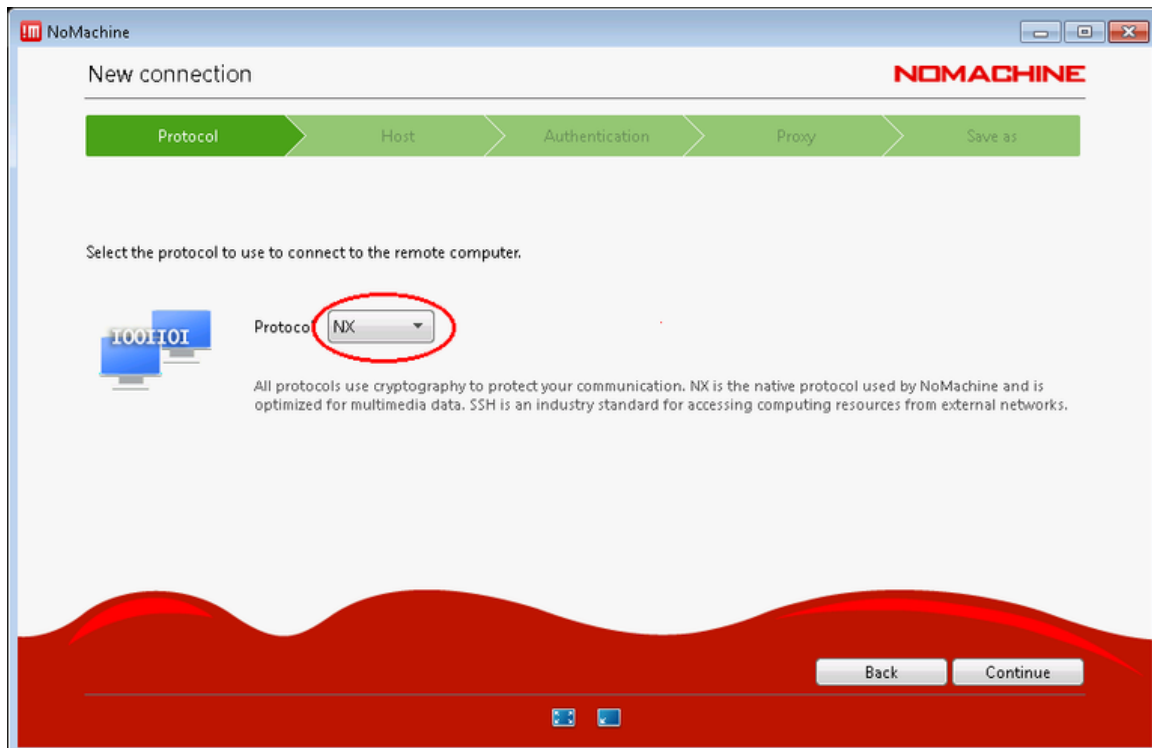 NoMachine
New connection
NOMACHINE
Protocol
Host
Authentication
Proxy
Save as
Select the protocol to use to connect to the remote computer.
IOOIIOI
Protocol
NX
All protocols use cryptography to protect your communication. NX is the native protocol used by NoMachine and is
optimized for multimedia data. SSH is an industry standard for accessing computing resources from external networks.
Back
Continue